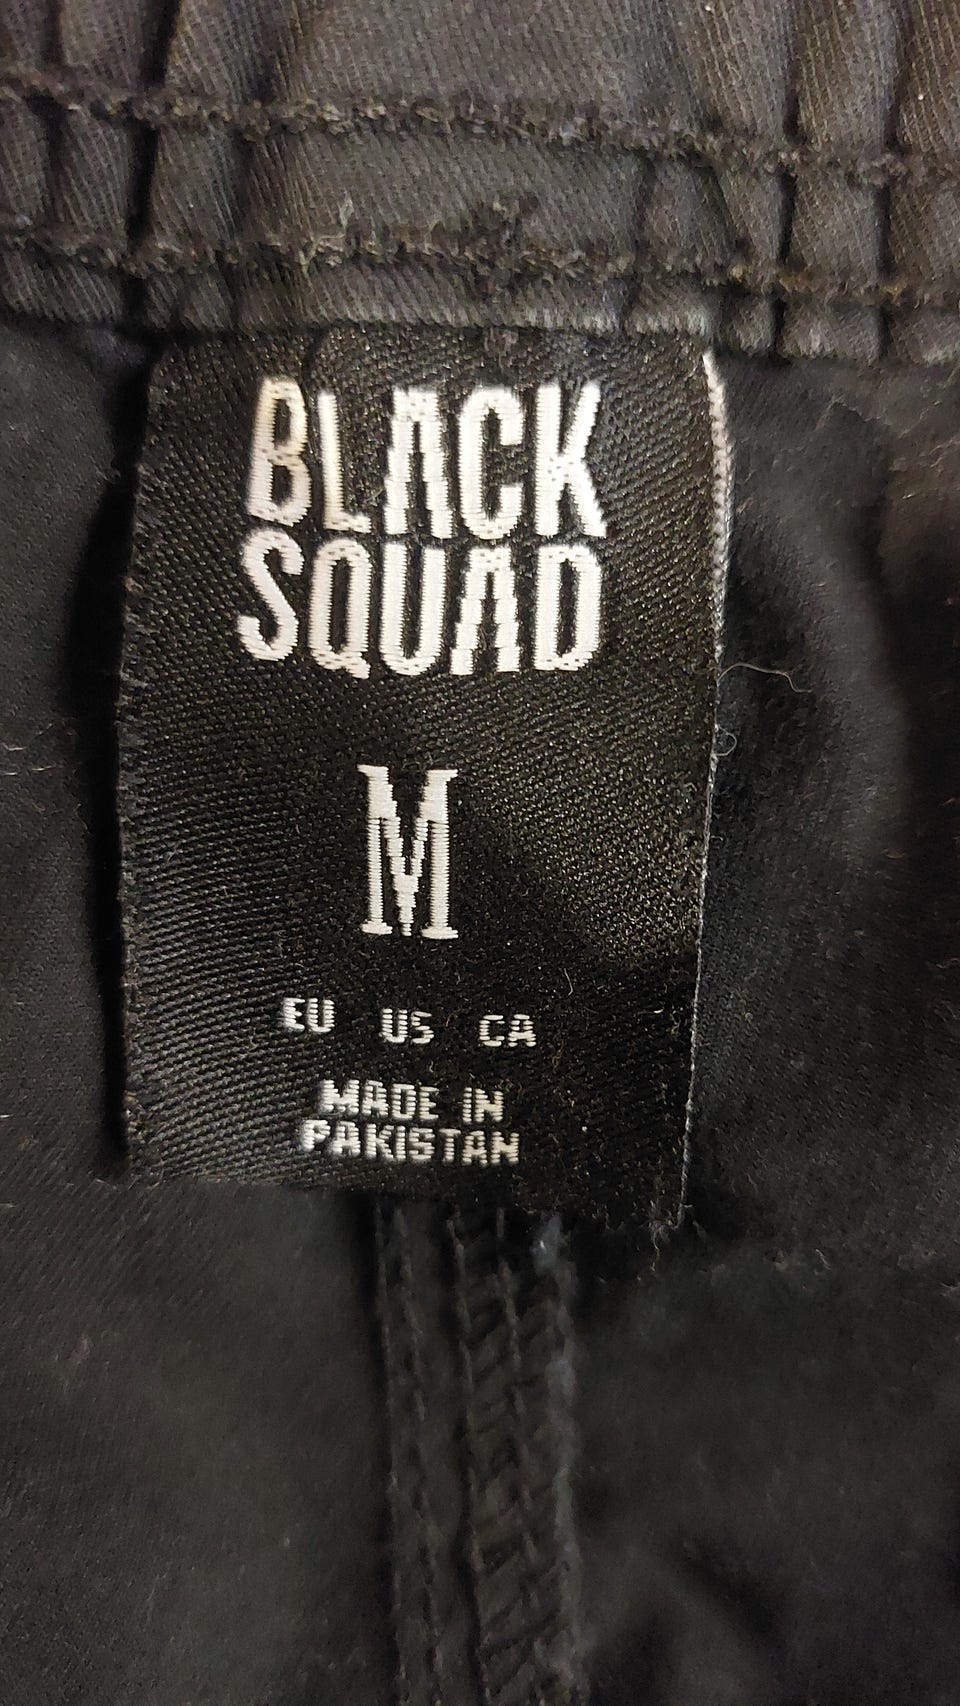 BLACK
SQUAD
M
EU US CA
MADE IN
PAKISTAN